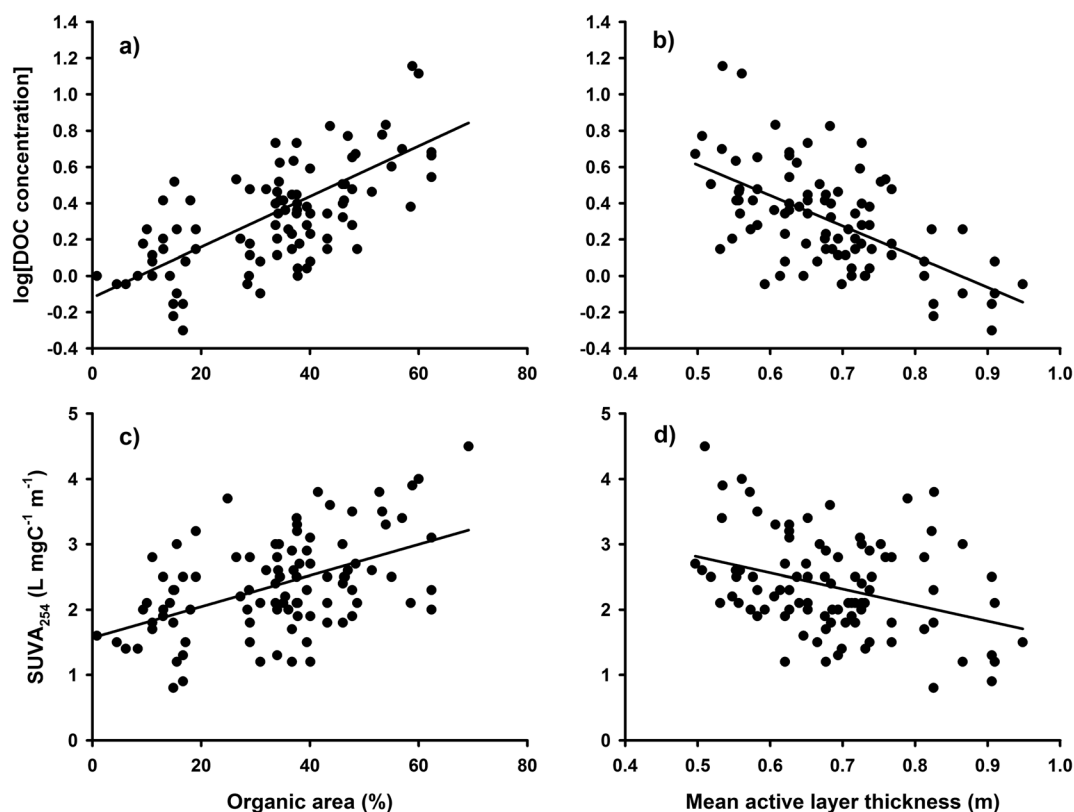 a)
log[DOC concentration]
1.4
1.2
1.0
0.8
0.6
0.4
0.2
0.0
-0.2
-0.4
0 20 40 60 80
b)
1.4
1.2
1.0
0.8
0.6
0.4
0.2
0.0
-0.2
-0.4
0.4 0.5 0.6 0.7 0.8 0.9 1.0
c)
SUVA254 (L mgC-1 m-1)
5
4
3
2
1
0
0 20 40 60 80
Organic area (%)
d)
5
4
3
2
1
0
0.4 0.5 0.6 0.7 0.8 0.9 1.0
Mean active layer thickness (m)